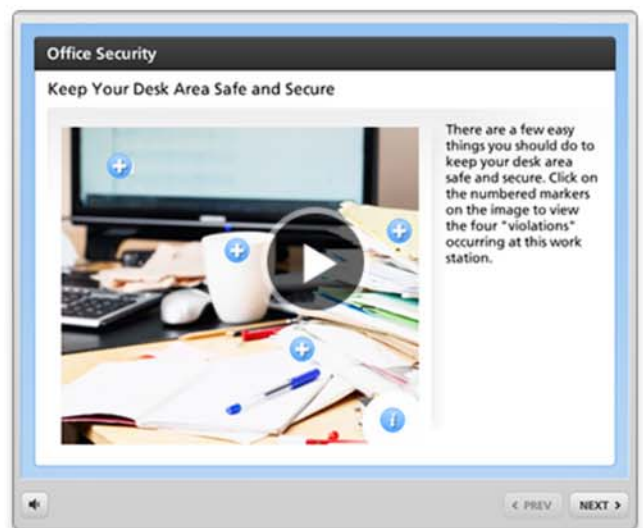 Office Security
Keep Your Desk Area Safe and Secure
There are a few easy
things you should do to
keep your desk area
safe and secure. Click on
the numbered markers
on the image to view
the four "violations"
occurring at this work
station.
i
< PREV
NEXT >